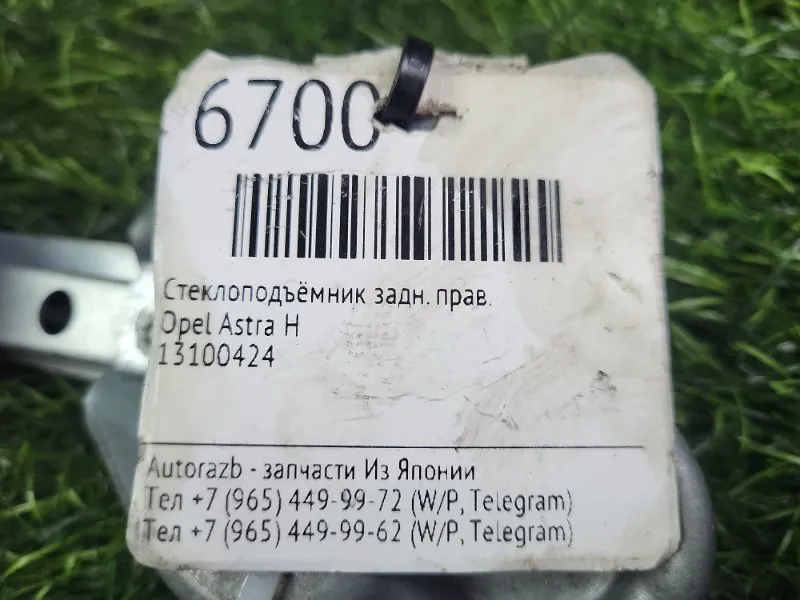 6700
Стеклоподъёмник задн. прав.
Opel Astra H
13100424
Autorazb - запчасти Из Японии
Тел +7 (965) 449-99-72 (W/P, Telegram)
Тел +7 (965) 449-99-62 (W/P, Telegram)